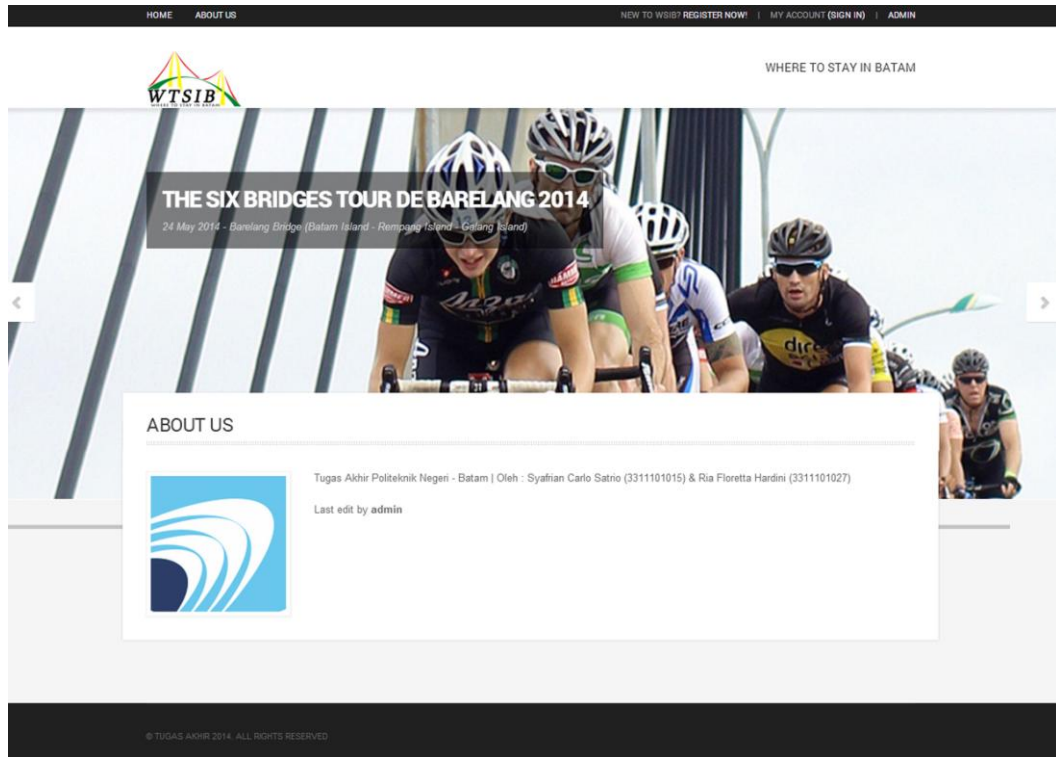 HOME ABOUT US NEW TO WSIB? REGISTER NOW! | MY ACCOUNT (SIGN IN) | ADMIN
WTSIB
WHERE TO STAY IN BATAM
WHERE TO STAY IN BATAM
THE SIX BRIDGES TOUR DE BARELANG 2014
24 May 2014 - Barelang Bridge (Batam Island - Rempang Island - Galang Island)
ABOUT US
Tugas Akhir Politeknik Negeri - Batam | Oleh : Syafrian Carlo Satrio (3311101015) & Ria Floretta Hardini (3311101027)
Last edit by admin
© TUGAS AKHIR 2014. ALL RIGHTS RESERVED